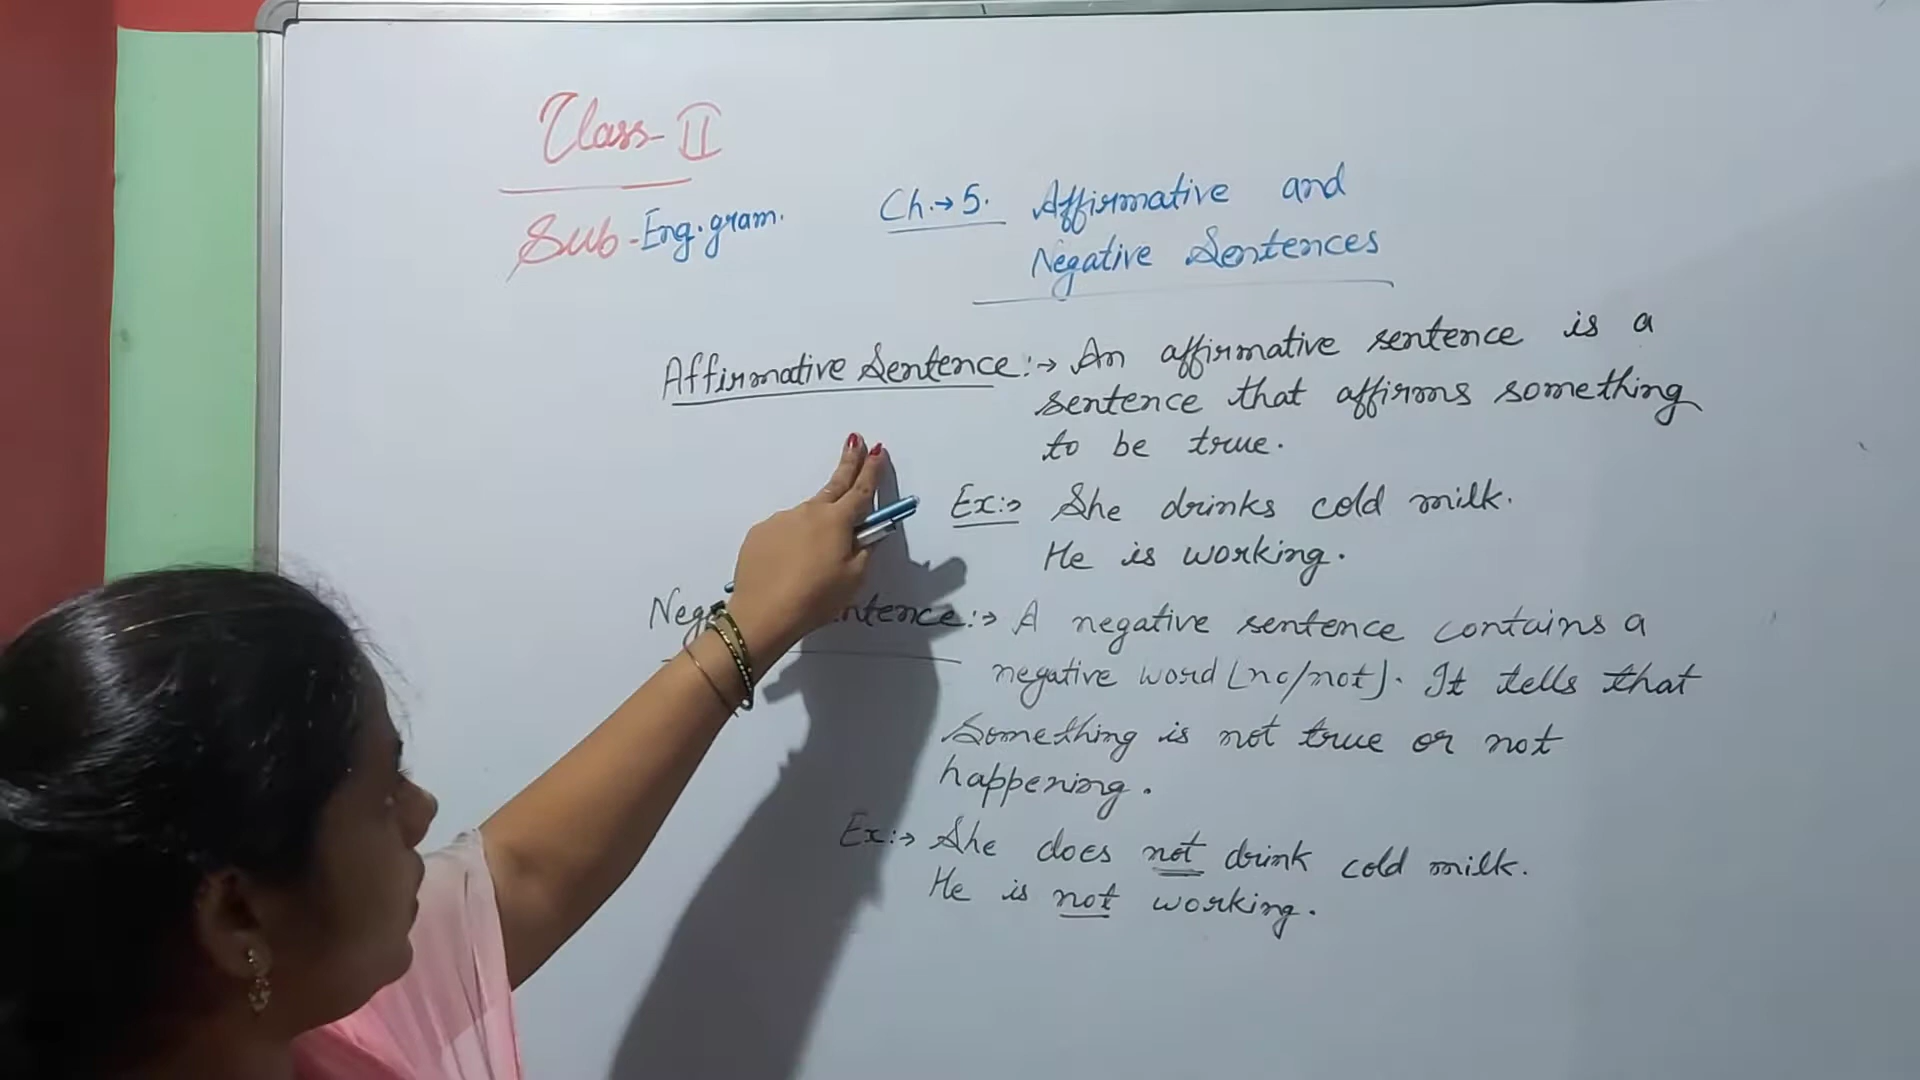 Class-II
Sub-Eng.gram.
Ch.→5. Affirmative and
Negative Sentences
Affirmative Sentence:→ An affirmative sentence is a
sentence that affirms something
to be true.
Ex:→ She drinks cold milk.
He is working.
:→ A negative sentence contains a
negative word [no/not]. It tells that
Something is not true or not
happening.
Ex:→ She does not drink cold milk.
He is not working.